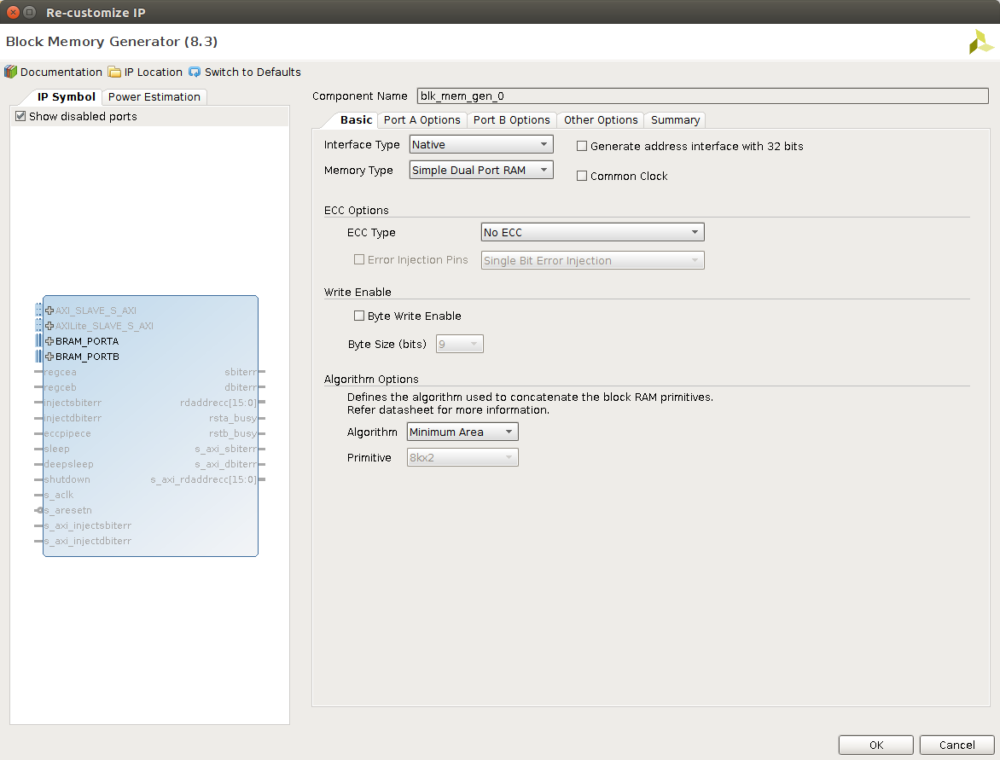 Re-customize IP
Block Memory Generator (8.3)
Documentation IP Location Switch to Defaults
IP Symbol Power Estimation
Show disabled ports
AXI_SLAVE_S_AXI
AXILite_SLAVE_S_AXI
BRAM_PORTA
BRAM_PORTB
regcea sbiterr
regceb dbiterr
injectsbiterr rdaddrecc[15:0]
injectdbiterr rsta_busy
eccpipece rstb_busy
sleep s_axi_sbiterr
deepsleep s_axi_dbiterr
shutdown s_axi_rdaddrecc[15:0]
s_aclk
s_aresetn
s_axi_injectsbiterr
s_axi_injectdbiterr
Component Name blk_mem_gen_0
Basic Port A Options Port B Options Other Options Summary
Interface Type Native Generate address interface with 32 bits
Memory Type Simple Dual Port RAM Common Clock
ECC Options
ECC Type No ECC
Error Injection Pins Single Bit Error Injection
Write Enable
Byte Write Enable
Byte Size (bits) 9
Algorithm Options
Defines the algorithm used to concatenate the block RAM primitives.
Refer datasheet for more information.
Algorithm Minimum Area
Primitive 8kx2
OK Cancel